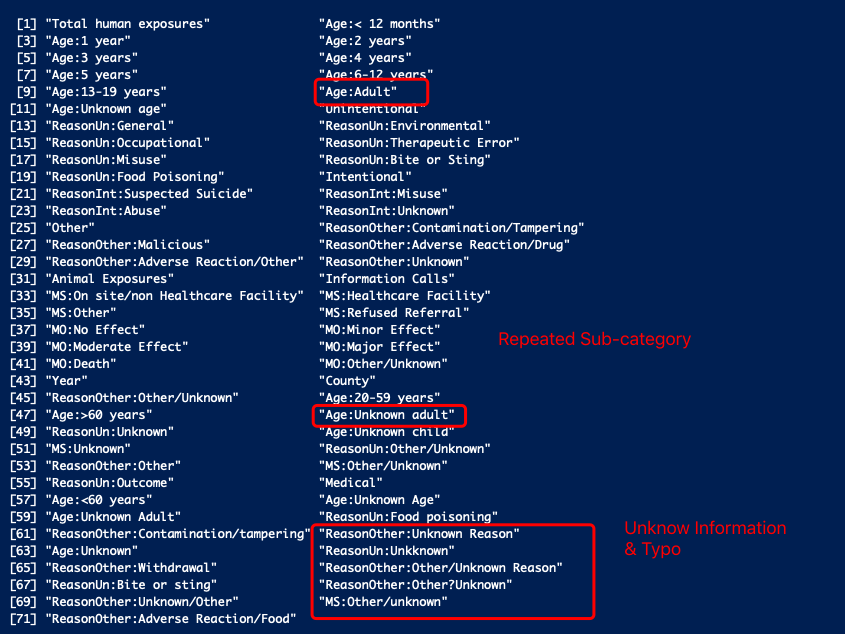 [1] "Total human exposures" "Age:< 12 months"
[3] "Age:1 year" "Age:2 years"
[5] "Age:3 years" "Age:4 years"
[7] "Age:5 years" "Age:6-12 years"
[9] "Age:13-19 years" "Age:Adult"
[11] "Age:Unknown age" "Unintentional"
[13] "ReasonUn:General" "ReasonUn:Environmental"
[15] "ReasonUn:Occupational" "ReasonUn:Therapeutic Error"
[17] "ReasonUn:Misuse" "ReasonUn:Bite or Sting"
[19] "ReasonUn:Food Poisoning" "Intentional"
[21] "ReasonInt:Suspected Suicide" "ReasonInt:Misuse"
[23] "ReasonInt:Abuse" "ReasonInt:Unknown"
[25] "Other" "ReasonOther:Contamination/Tampering"
[27] "ReasonOther:Malicious" "ReasonOther:Adverse Reaction/Drug"
[29] "ReasonOther:Adverse Reaction/Other" "ReasonOther:Unknown"
[31] "Animal Exposures" "Information Calls"
[33] "MS:On site/non Healthcare Facility" "MS:Healthcare Facility"
[35] "MS:Other" "MS:Refused Referral"
[37] "MO:No Effect" "MO:Minor Effect"
Repeated Sub-category
[39] "MO:Moderate Effect" "MO:Major Effect"
[41] "MO:Death" "MO:Other/Unknown"
[43] "Year" "County"
[45] "ReasonOther:Other/Unknown" "Age:20-59 years"
[47] "Age:>60 years" "Age:Unknown adult"
[49] "ReasonUn:Unknown" "Age:Unknown child"
[51] "MS:Unknown" "ReasonUn:Other/Unknown"
[53] "ReasonOther:Other" "MS:Other/Unknown"
[55] "ReasonUn:Outcome" "Medical"
[57] "Age:<60 years" "Age:Unknown Age"
[59] "Age:Unknown Adult" "ReasonUn:Food poisoning"
[61] "ReasonOther:Contamination/tampering" "ReasonOther:Unknown Reason"
Unknow Information
& Typo
[63] "Age:Unknown" "ReasonUn:Unkknown"
[65] "ReasonOther:Withdrawal" "ReasonOther:Other/Unknown Reason"
[67] "ReasonUn:Bite or sting" "ReasonOther:Other?Unknown"
[69] "ReasonOther:Unknown/Other" "MS:Other/unknown"
[71] "ReasonOther:Adverse Reaction/Food"